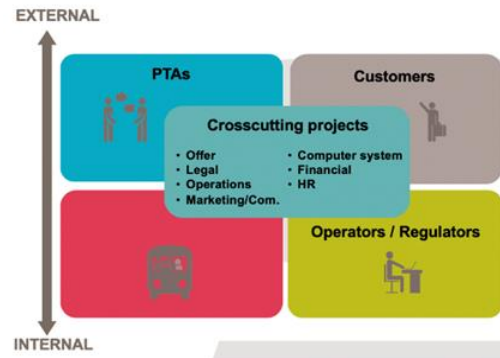 EXTERNAL
PTAs
Customers
Crosscutting projects
• Offer
• Legal
• Operations
• Marketing/Com.
• Computer system
• Financial
• HR
Operators / Regulators
INTERNAL